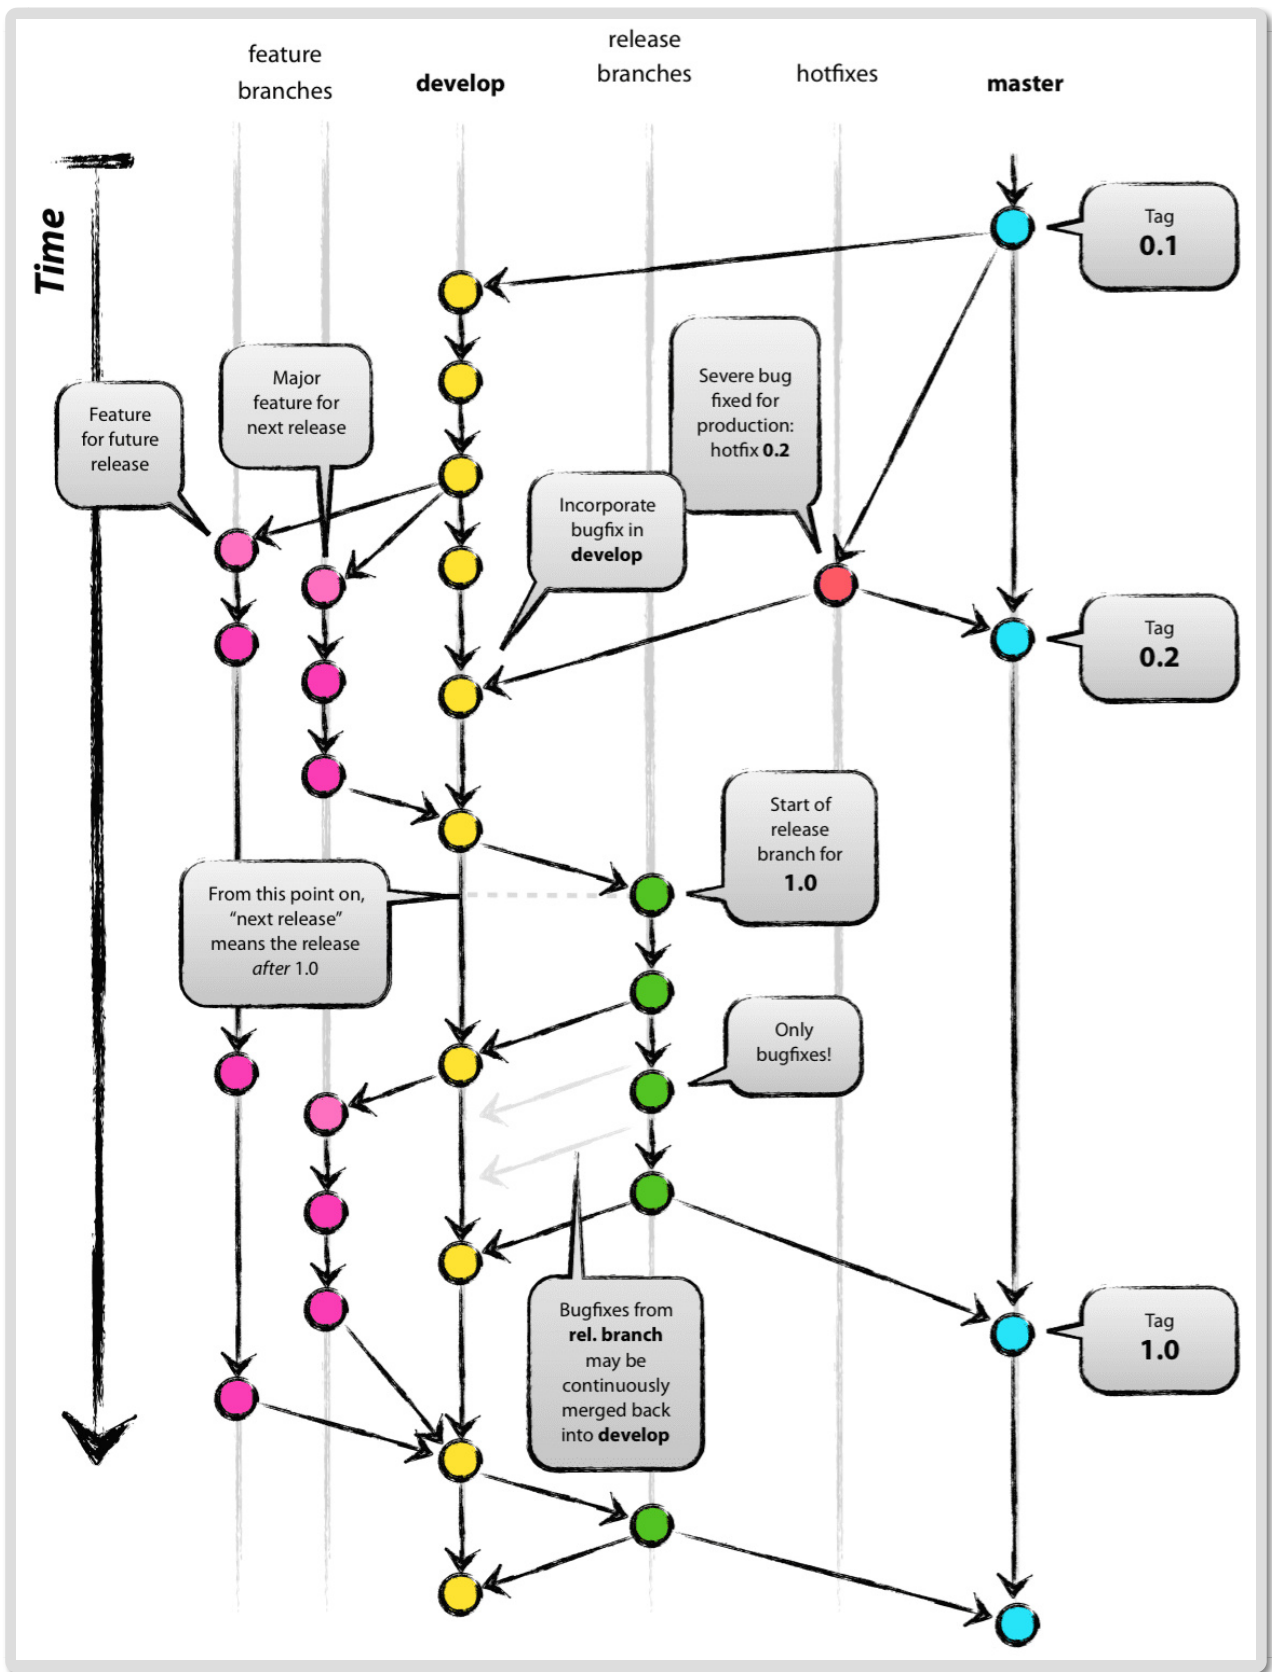 feature
branches
develop
release
branches
hotfixes
master
Time
Tag
0.1
Major
feature for
next release
Feature
for future
release
Severe bug
fixed for
production:
hotfix 0.2
Incorporate
bugfix in
develop
Tag
0.2
Start of
release
branch for
1.0
From this point on,
“next release”
means the release
after 1.0
Only
bugfixes!
Bugfixes from
rel. branch
may be
continuously
merged back
into develop
Tag
1.0